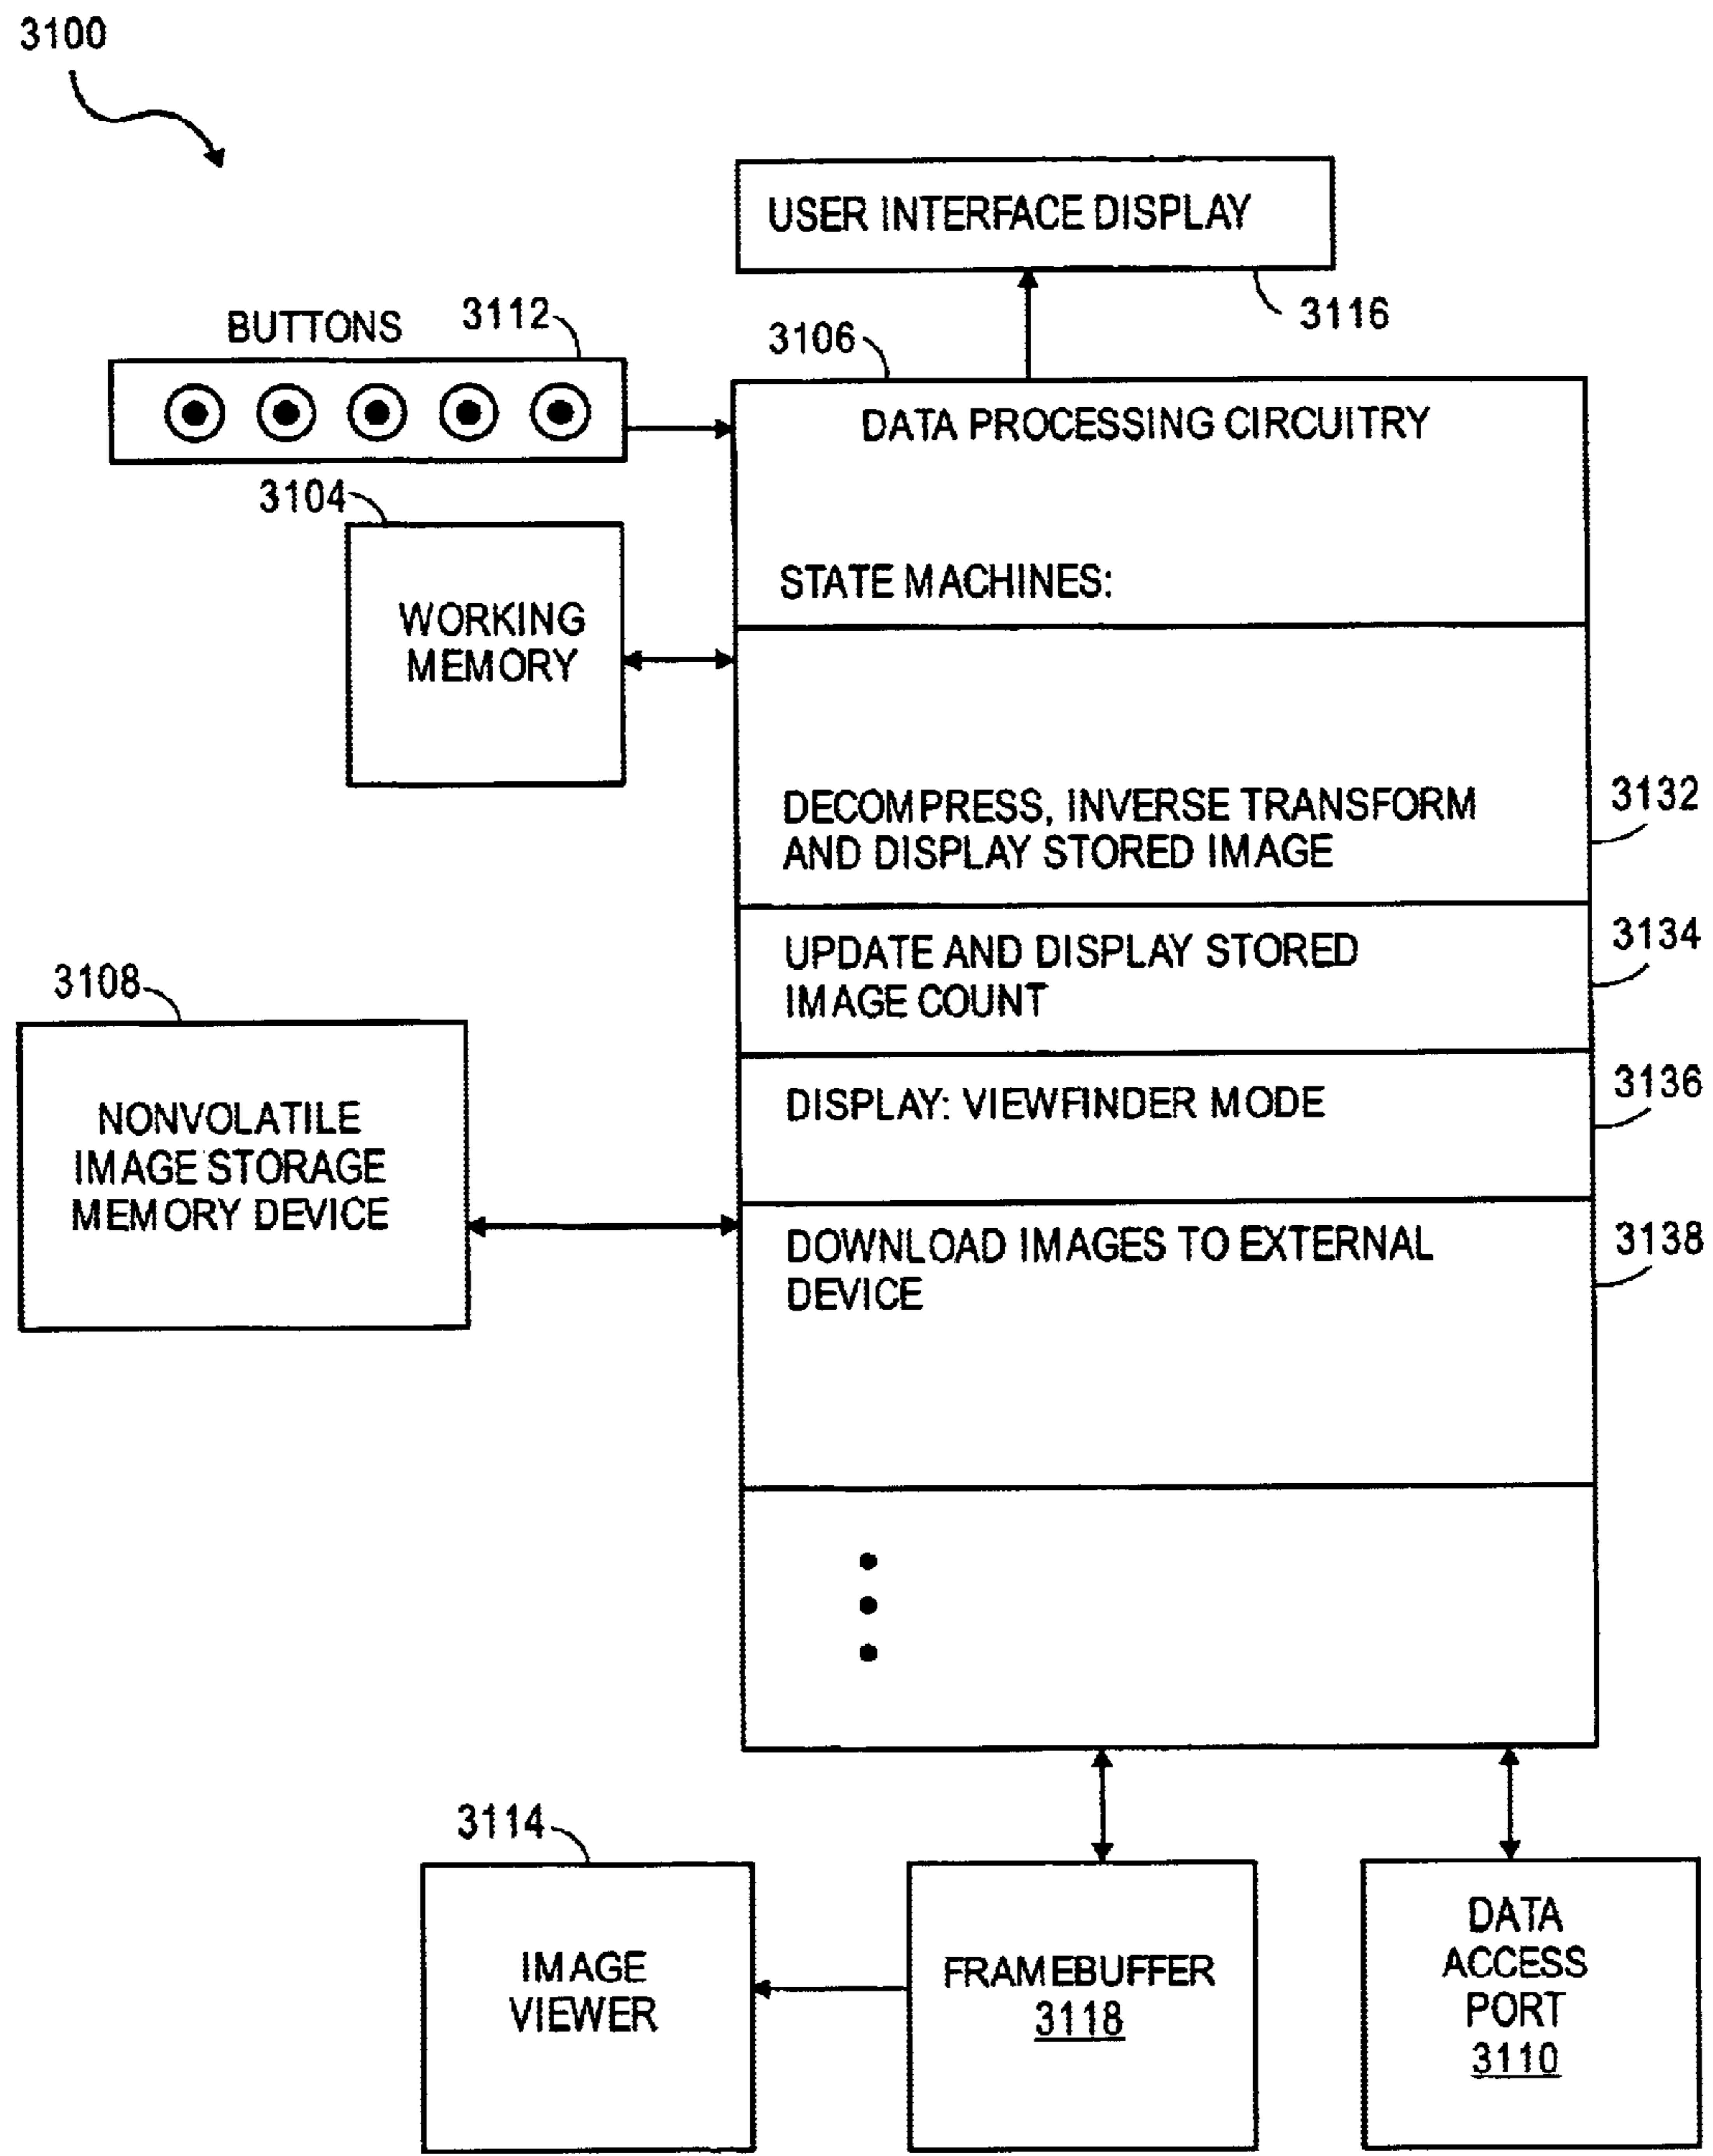 3100
USER INTERFACE DISPLAY
3116
BUTTONS
3112
3106
DATA PROCESSING CIRCUITRY
STATE MACHINES:
3104
WORKING
MEMORY
DECOMPRESS, INVERSE TRANSFORM
AND DISPLAY STORED IMAGE
3132
UPDATE AND DISPLAY STORED
IMAGE COUNT
3134
3108
NONVOLATILE
IMAGE STORAGE
MEMORY DEVICE
DISPLAY: VIEWFINDER MODE
3136
DOWNLOAD IMAGES TO EXTERNAL
DEVICE
3138
3114
IMAGE
VIEWER
FRAMEBUFFER
3118
DATA
ACCESS
PORT
3110